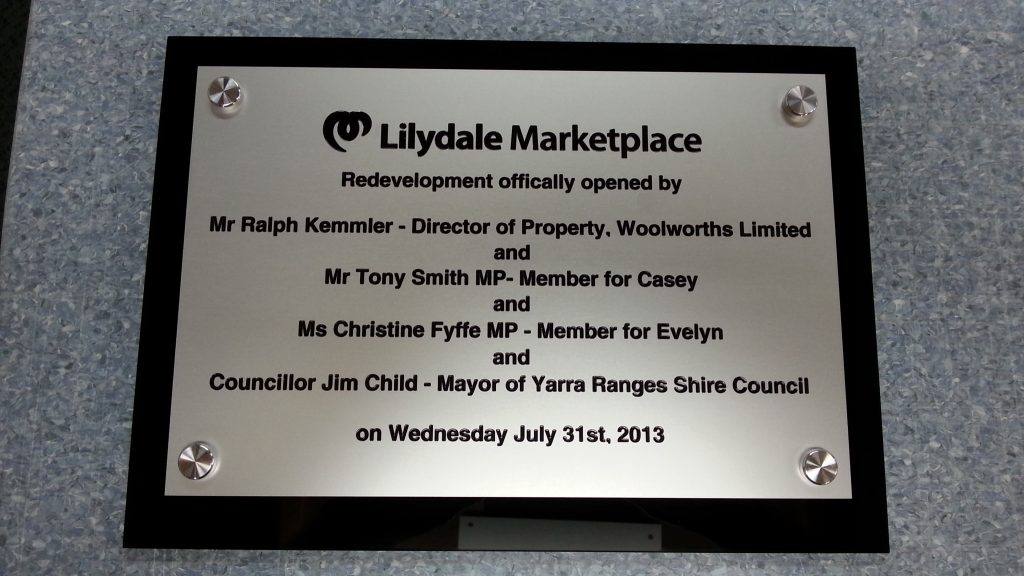 Lilydale Marketplace
Redevelopment offically opened by
Mr Ralph Kemmler - Director of Property, Woolworths Limited
and
Mr Tony Smith MP- Member for Casey
and
Ms Christine Fyffe MP - Member for Evelyn
and
Councillor Jim Child - Mayor of Yarra Ranges Shire Council
on Wednesday July 31st, 2013